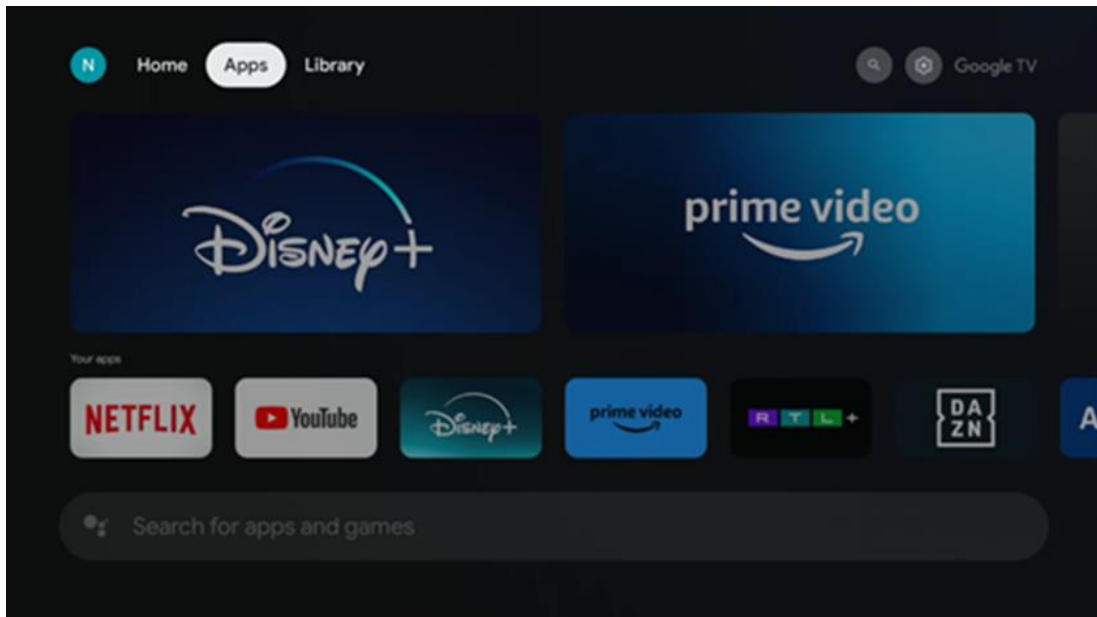 N Home Apps Library Google TV
Disney+ prime video
Your apps
NETFLIX YouTube Disney+ prime video RTL+ DAZN A
Search for apps and games